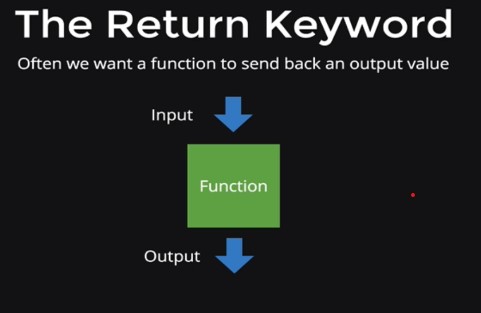 The Return Keyword
Often we want a function to send back an output value
Input
Function
Output